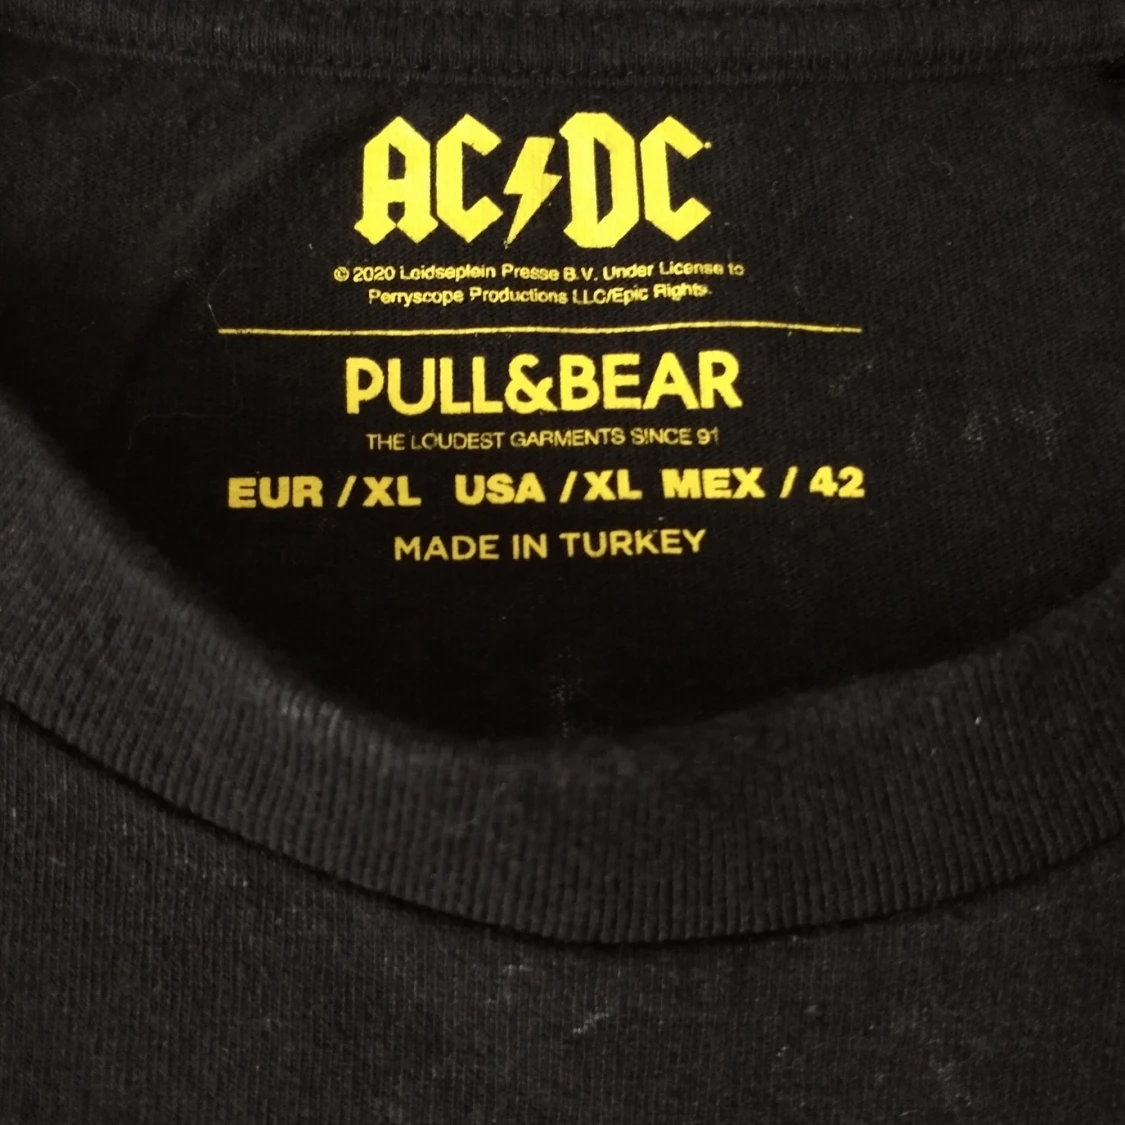 AC⚡DC
© 2020 Leidseplein Presse B.V. Under License to
Perryscope Productions LLC/Epic Rights.
PULL&BEAR
THE LOUDEST GARMENTS SINCE 91
EUR / XL USA / XL MEX / 42
MADE IN TURKEY